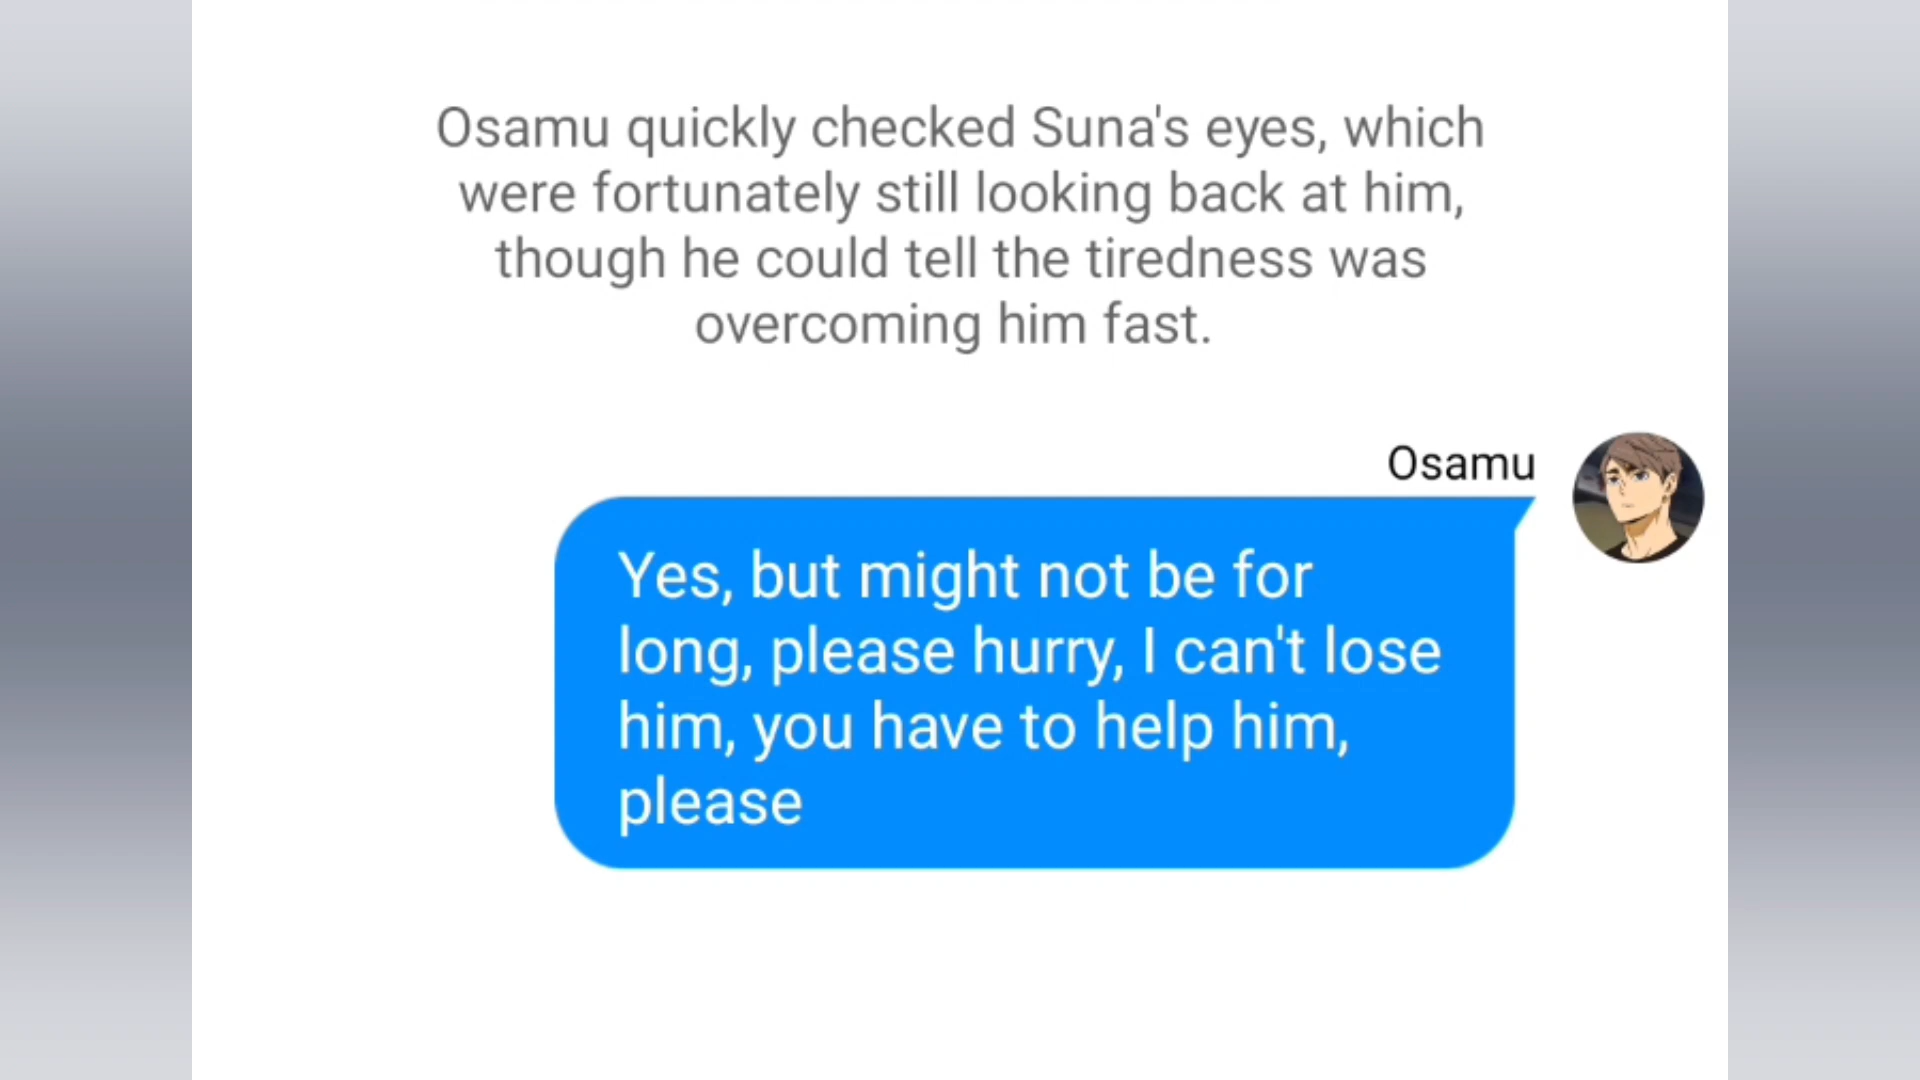 Osamu quickly checked Suna's eyes, which
were fortunately still looking back at him,
though he could tell the tiredness was
overcoming him fast.
Osamu
Yes, but might not be for
long, please hurry, I can't lose
him, you have to help him,
please